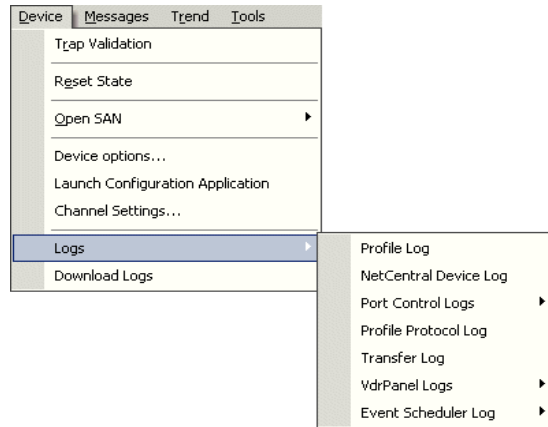 Device Messages Trend Tools
Trap Validation
Reset State
Open SAN
Device options...
Launch Configuration Application
Channel Settings...
Logs
Download Logs
Profile Log
NetCentral Device Log
Port Control Logs
Profile Protocol Log
Transfer Log
VdrPanel Logs
Event Scheduler Log